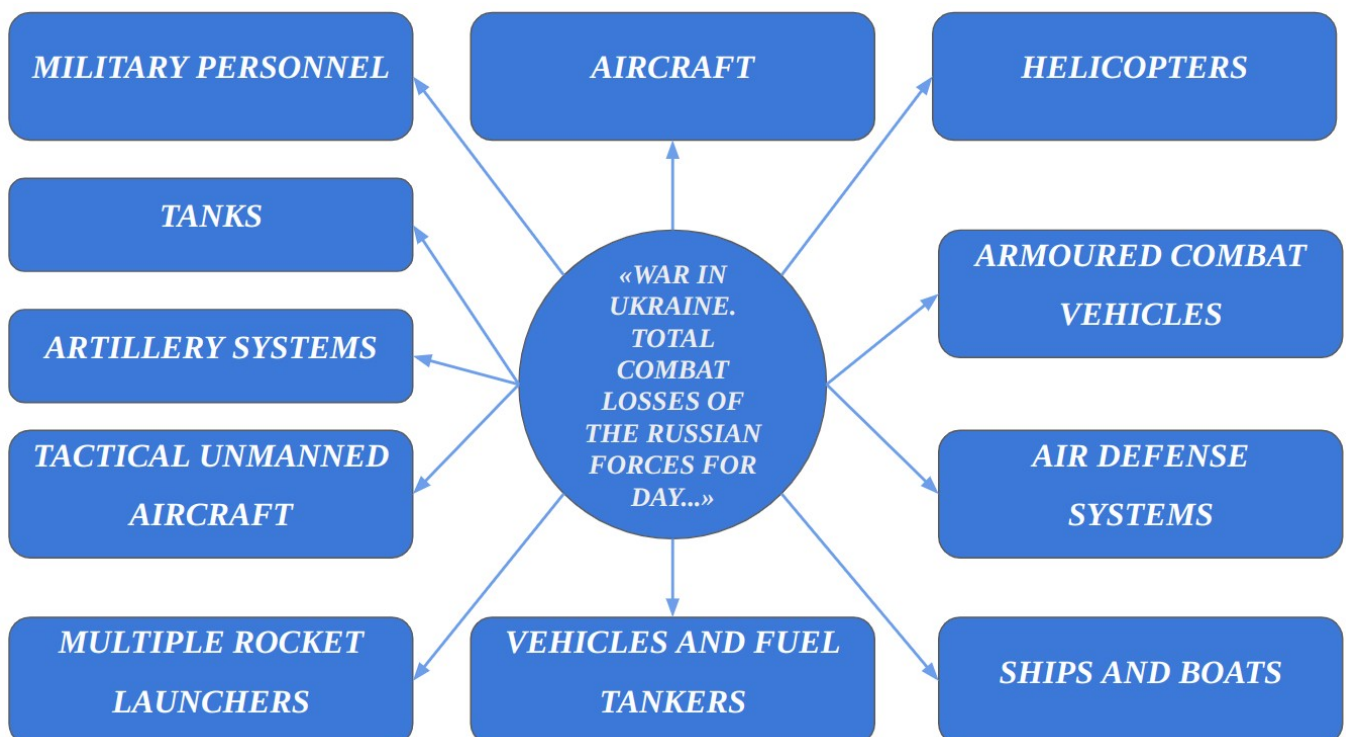 MILITARY PERSONNEL
AIRCRAFT
HELICOPTERS
TANKS
ARTILLERY SYSTEMS
TACTICAL UNMANNED
AIRCRAFT
MULTIPLE ROCKET
LAUNCHERS
«WAR IN
UKRAINE.
TOTAL
COMBAT
LOSSES OF
THE RUSSIAN
FORCES FOR
DAY...»
VEHICLES AND FUEL
TANKERS
ARMOURED COMBAT
VEHICLES
AIR DEFENSE
SYSTEMS
SHIPS AND BOATS